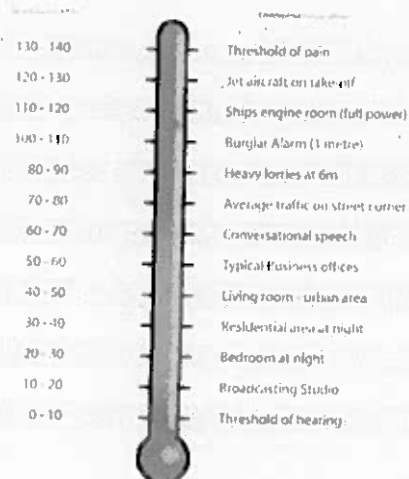 130 - 140 Threshold of pain
120 - 130 Jet aircraft on take off
110 - 120 Ships engine room (full power)
100 - 110 Burglar Alarm (1 metre)
80 - 90 Heavy lorries at 6m
70 - 80 Average traffic on street corner
60 - 70 Conversational speech
50 - 60 Typical Business offices
40 - 50 Living room - urban area
30 - 40 Residential area at night
20 - 30 Bedroom at night
10 - 20 Broadcasting Studio
0 - 10 Threshold of hearing